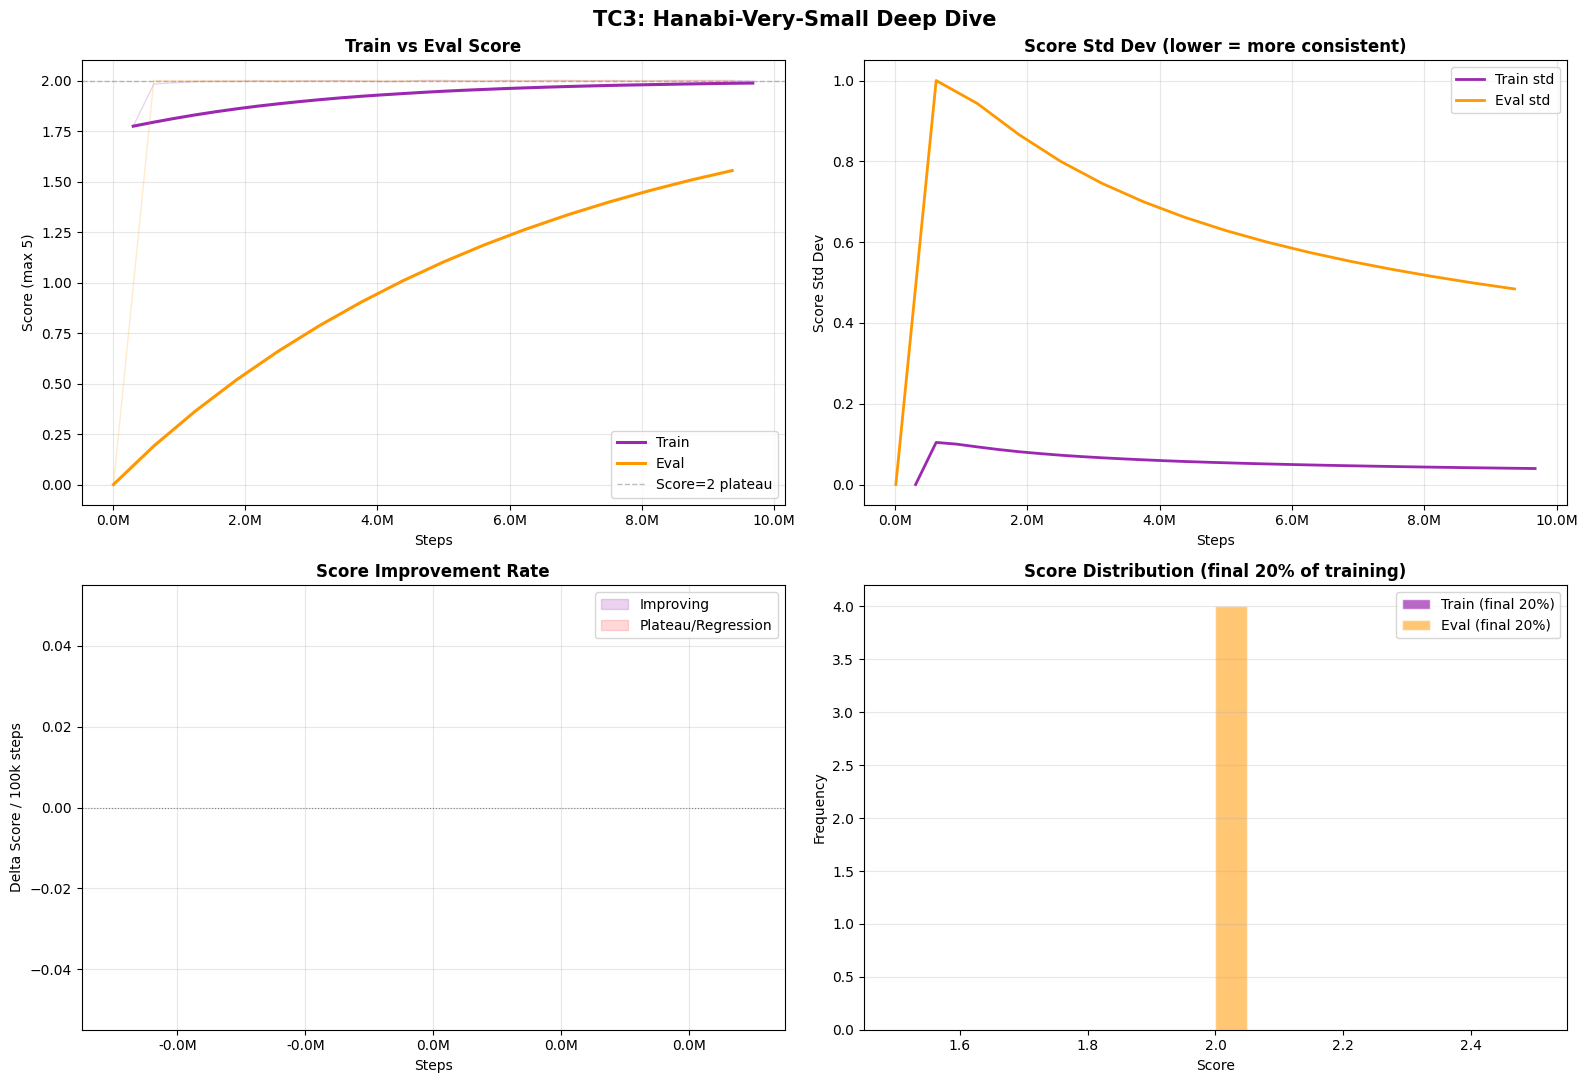 TC3: Hanabi-Very-Small Deep Dive
Train vs Eval Score
Score (max 5)
2.00
1.75
1.50
1.25
1.00
0.75
0.50
0.25
0.00
Train
Eval
Score=2 plateau
0.0M 2.0M 4.0M 6.0M 8.0M 10.0M
Steps
Score Std Dev (lower = more consistent)
Score Std Dev
1.0
0.8
0.6
0.4
0.2
0.0
Train std
Eval std
0.0M 2.0M 4.0M 6.0M 8.0M 10.0M
Steps
Score Improvement Rate
Delta Score / 100k steps
0.04
0.02
0.00
−0.02
−0.04
Improving
Plateau/Regression
-0.0M -0.0M 0.0M 0.0M 0.0M
Steps
Score Distribution (final 20% of training)
Frequency
4.0
3.5
3.0
2.5
2.0
1.5
1.0
0.5
0.0
Train (final 20%)
Eval (final 20%)
1.6 1.8 2.0 2.2 2.4
Score